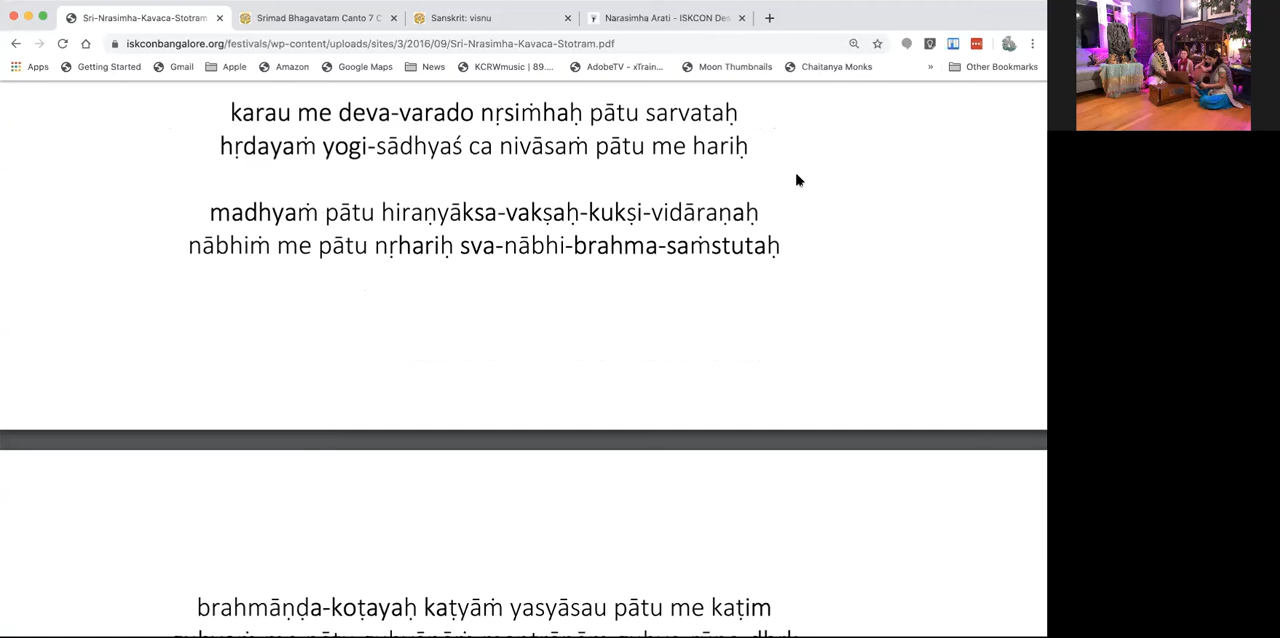 Sri-Nrasimha-Kavaca-Stotram
Srimad Bhagavatam Canto 7 C
Sanskrit: visnu
Narasimha Arati - ISKCON Des
iskconbangalore.org/festivals/wp-content/uploads/sites/3/2016/09/Sri-Nrasimha-Kavaca-Stotram.pdf
Apps Getting Started Gmail Apple Amazon Google Maps News KCRWmusic | 89.... AdobeTV - xTrain... Moon Thumbnails Chaitanya Monks » Other Bookmarks
karau me deva-varado nṛsiṁhaḥ pātu sarvataḥ
hṛdayaṁ yogi-sādhyaś ca nivāsaṁ pātu me hariḥ
madhyaṁ pātu hiraṇyākṣa-vakṣaḥ-kukṣi-vidāraṇaḥ
nābhiṁ me pātu nṛhariḥ sva-nābhi-brahma-saṁstutaḥ
brahmāṇḍa-koṭayaḥ kaṭyāṁ yasyāsau pātu me kaṭim